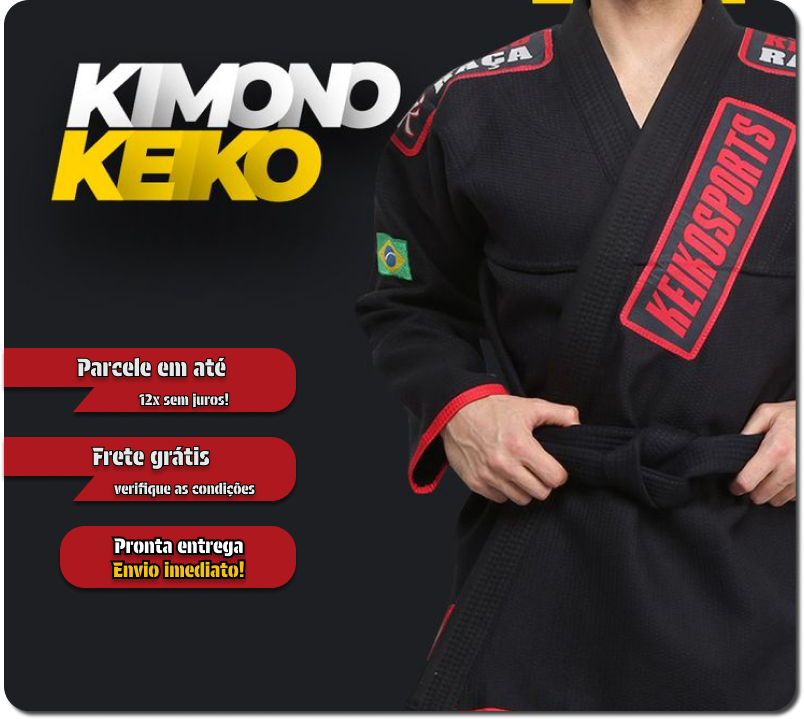 KIMONO
KEIKO
RAÇA
KEIKOSPORTS
Parcele em até
12x sem juros!
Frete grátis
verifique as condições
Pronta entrega
Envio imediato!